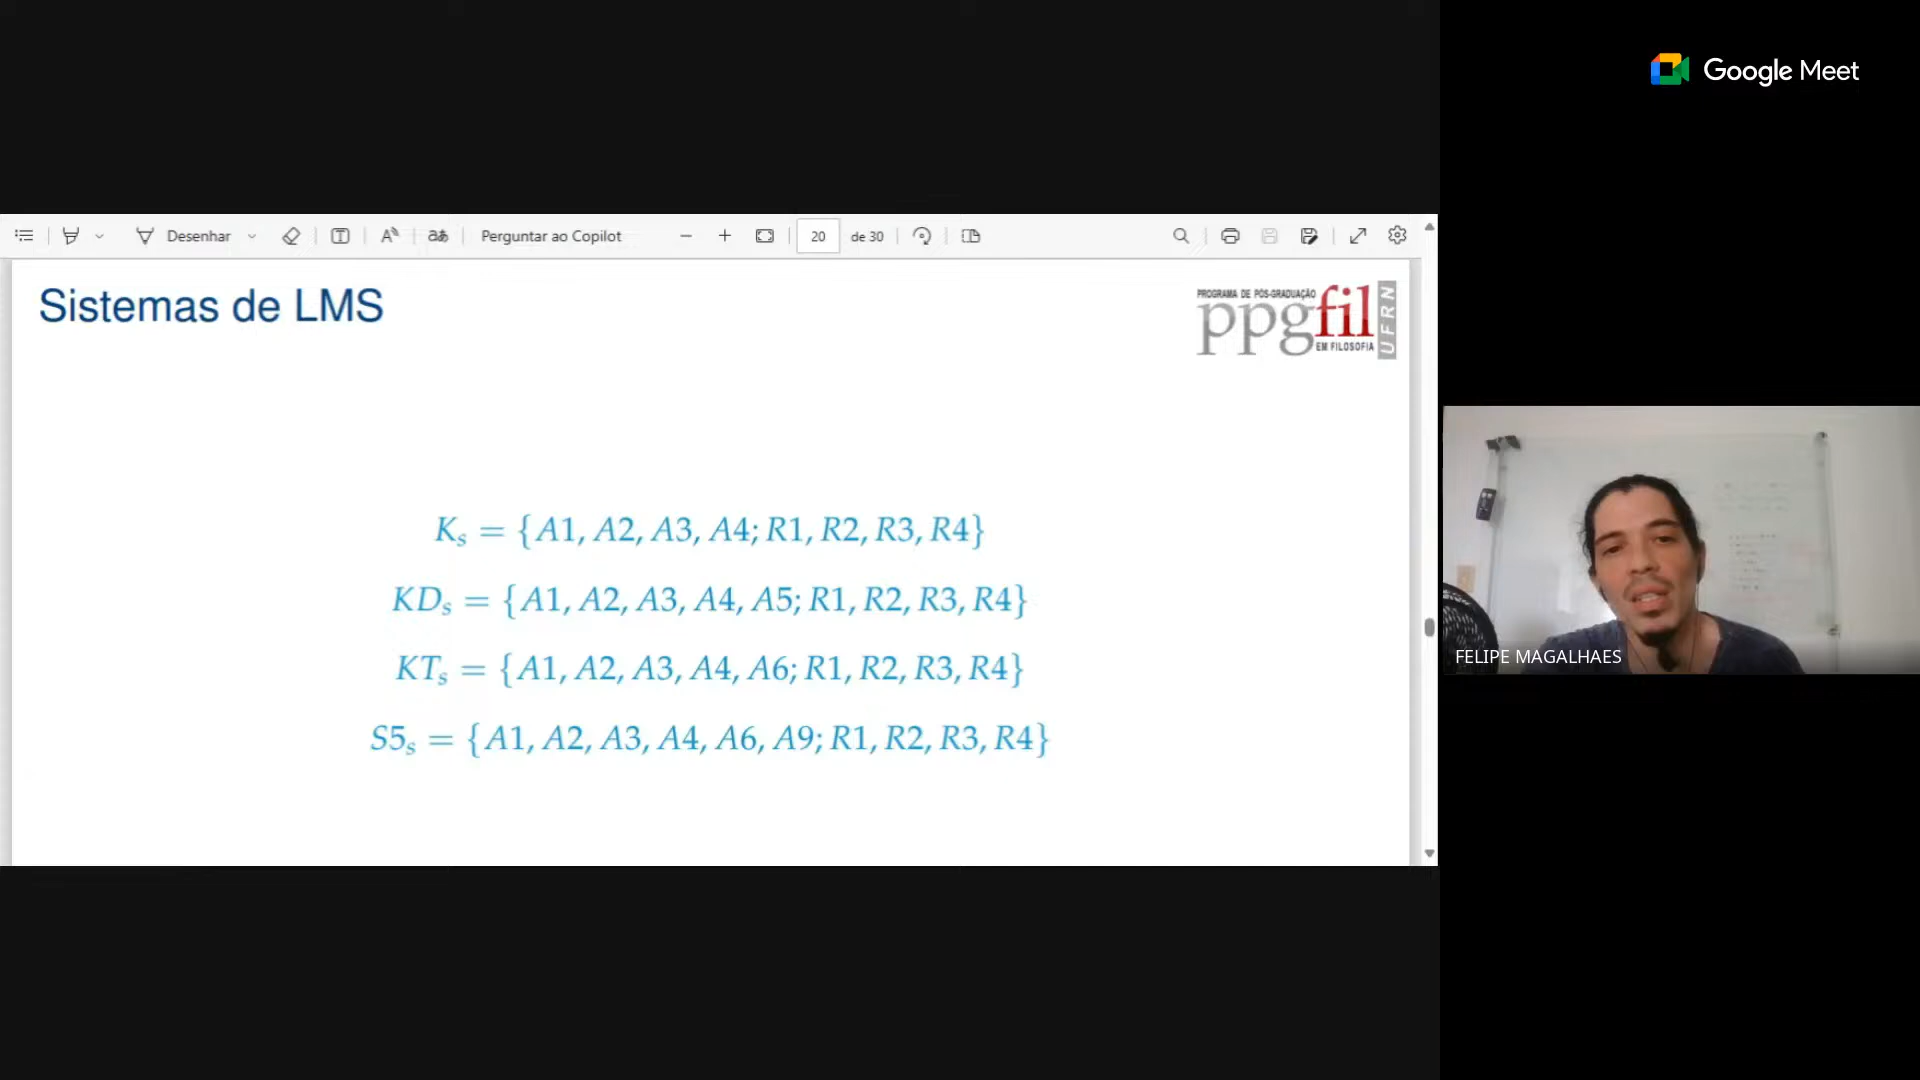 Google Meet
Desenhar
Perguntar ao Copilot
20
de 30
Sistemas de LMS
PROGRAMA DE PÓS-GRADUAÇÃO
ppgfil
EM FILOSOFIA
UFRN
Kₛ = {A1, A2, A3, A4; R1, R2, R3, R4}
KDₛ = {A1, A2, A3, A4, A5; R1, R2, R3, R4}
KTₛ = {A1, A2, A3, A4, A6; R1, R2, R3, R4}
S5ₛ = {A1, A2, A3, A4, A6, A9; R1, R2, R3, R4}
FELIPE MAGALHAES